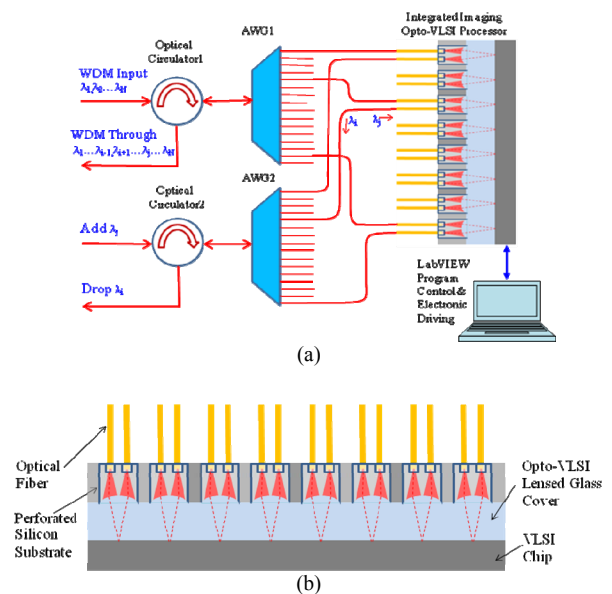 Integrated Imaging
Opto-VLSI Processor
AWG1
Optical
Circulator1
WDM Input
λ1,λ2... λN
WDM Through
λ1...λi-1,λi+1...λj...λN
λi
λj
AWG2
Optical
Circulator2
Add λj
Drop λi
LabVIEW
Program
Control &
Electronic
Driving
(a)
Optical
Fiber
Perforated
Silicon
Substrate
Opto-VLSI
Lensed Glass
Cover
VLSI
Chip
(b)